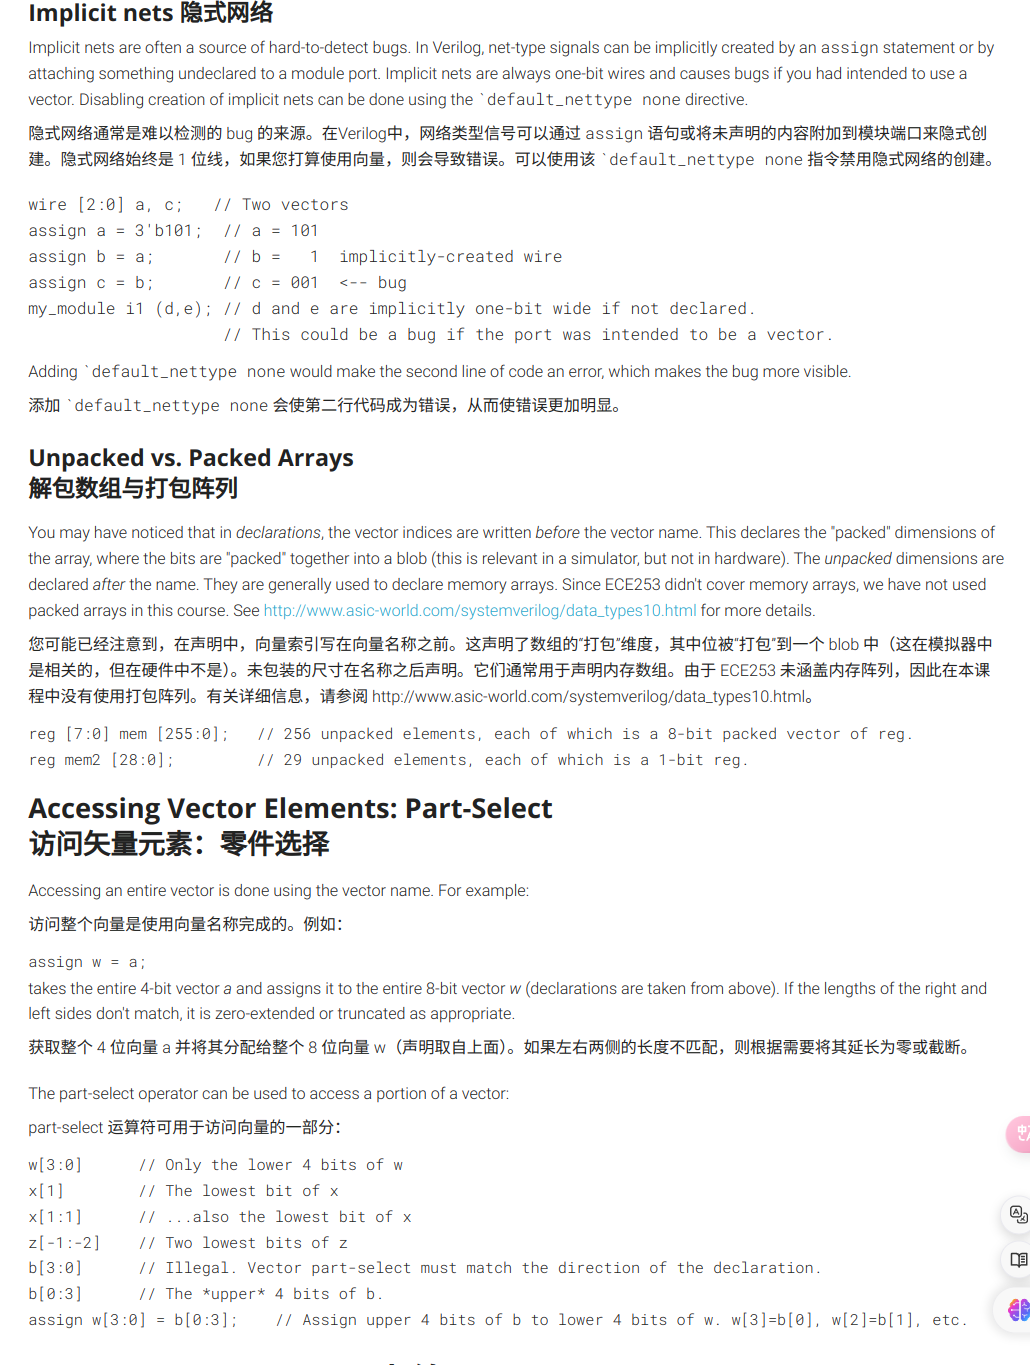 Implicit nets 隐式网络
Implicit nets are often a source of hard-to-detect bugs. In Verilog, net-type signals can be implicitly created by an assign statement or by
attaching something undeclared to a module port. Implicit nets are always one-bit wires and causes bugs if you had intended to use a
vector. Disabling creation of implicit nets can be done using the `default_nettype none directive.
隐式网络通常是难以检测的 bug 的来源。在Verilog中，网络类型信号可以通过 assign 语句或将未声明的内容附加到模块端口来隐式创
建。隐式网络始终是 1 位线，如果您打算使用向量，则会导致错误。可以使用该 `default_nettype none 指令禁用隐式网络的创建。
wire [2:0] a, c;   // Two vectors
assign a = 3'b101;  // a = 101
assign b = a;       // b =   1  implicitly-created wire
assign c = b;       // c = 001  <-- bug
my_module i1 (d,e); // d and e are implicitly one-bit wide if not declared.
                    // This could be a bug if the port was intended to be a vector.
Adding `default_nettype none would make the second line of code an error, which makes the bug more visible.
添加 `default_nettype none 会使第二行代码成为错误，从而使错误更加明显。
Unpacked vs. Packed Arrays
解包数组与打包阵列
You may have noticed that in declarations, the vector indices are written before the vector name. This declares the "packed" dimensions of
the array, where the bits are "packed" together into a blob (this is relevant in a simulator, but not in hardware). The unpacked dimensions are
declared after the name. They are generally used to declare memory arrays. Since ECE253 didn't cover memory arrays, we have not used
packed arrays in this course. See http://www.asic-world.com/systemverilog/data_types10.html for more details.
您可能已经注意到，在声明中，向量索引写在向量名称之前。这声明了数组的“打包”维度，其中位被“打包”到一个 blob 中（这在模拟器中
是相关的，但在硬件中不是）。未包装的尺寸在名称之后声明。它们通常用于声明内存数组。由于 ECE253 未涵盖内存阵列，因此在本课
程中没有使用打包阵列。有关详细信息，请参阅 http://www.asic-world.com/systemverilog/data_types10.html。
reg [7:0] mem [255:0];   // 256 unpacked elements, each of which is a 8-bit packed vector of reg.
reg mem2 [28:0];         // 29 unpacked elements, each of which is a 1-bit reg.
Accessing Vector Elements: Part-Select
访问矢量元素：零件选择
Accessing an entire vector is done using the vector name. For example:
访问整个向量是使用向量名称完成的。例如：
assign w = a;
takes the entire 4-bit vector a and assigns it to the entire 8-bit vector w (declarations are taken from above). If the lengths of the right and
left sides don't match, it is zero-extended or truncated as appropriate.
获取整个 4 位向量 a 并将其分配给整个 8 位向量 w（声明取自上面）。如果左右两侧的长度不匹配，则根据需要将其延长为零或截断。
The part-select operator can be used to access a portion of a vector:
part-select 运算符可用于访问向量的一部分：
w[3:0]      // Only the lower 4 bits of w
x[1]        // The lowest bit of x
x[1:1]      // ...also the lowest bit of x
z[-1:-2]    // Two lowest bits of z
b[3:0]      // Illegal. Vector part-select must match the direction of the declaration.
b[0:3]      // The *upper* 4 bits of b.
assign w[3:0] = b[0:3];    // Assign upper 4 bits of b to lower 4 bits of w. w[3]=b[0], w[2]=b[1], etc.